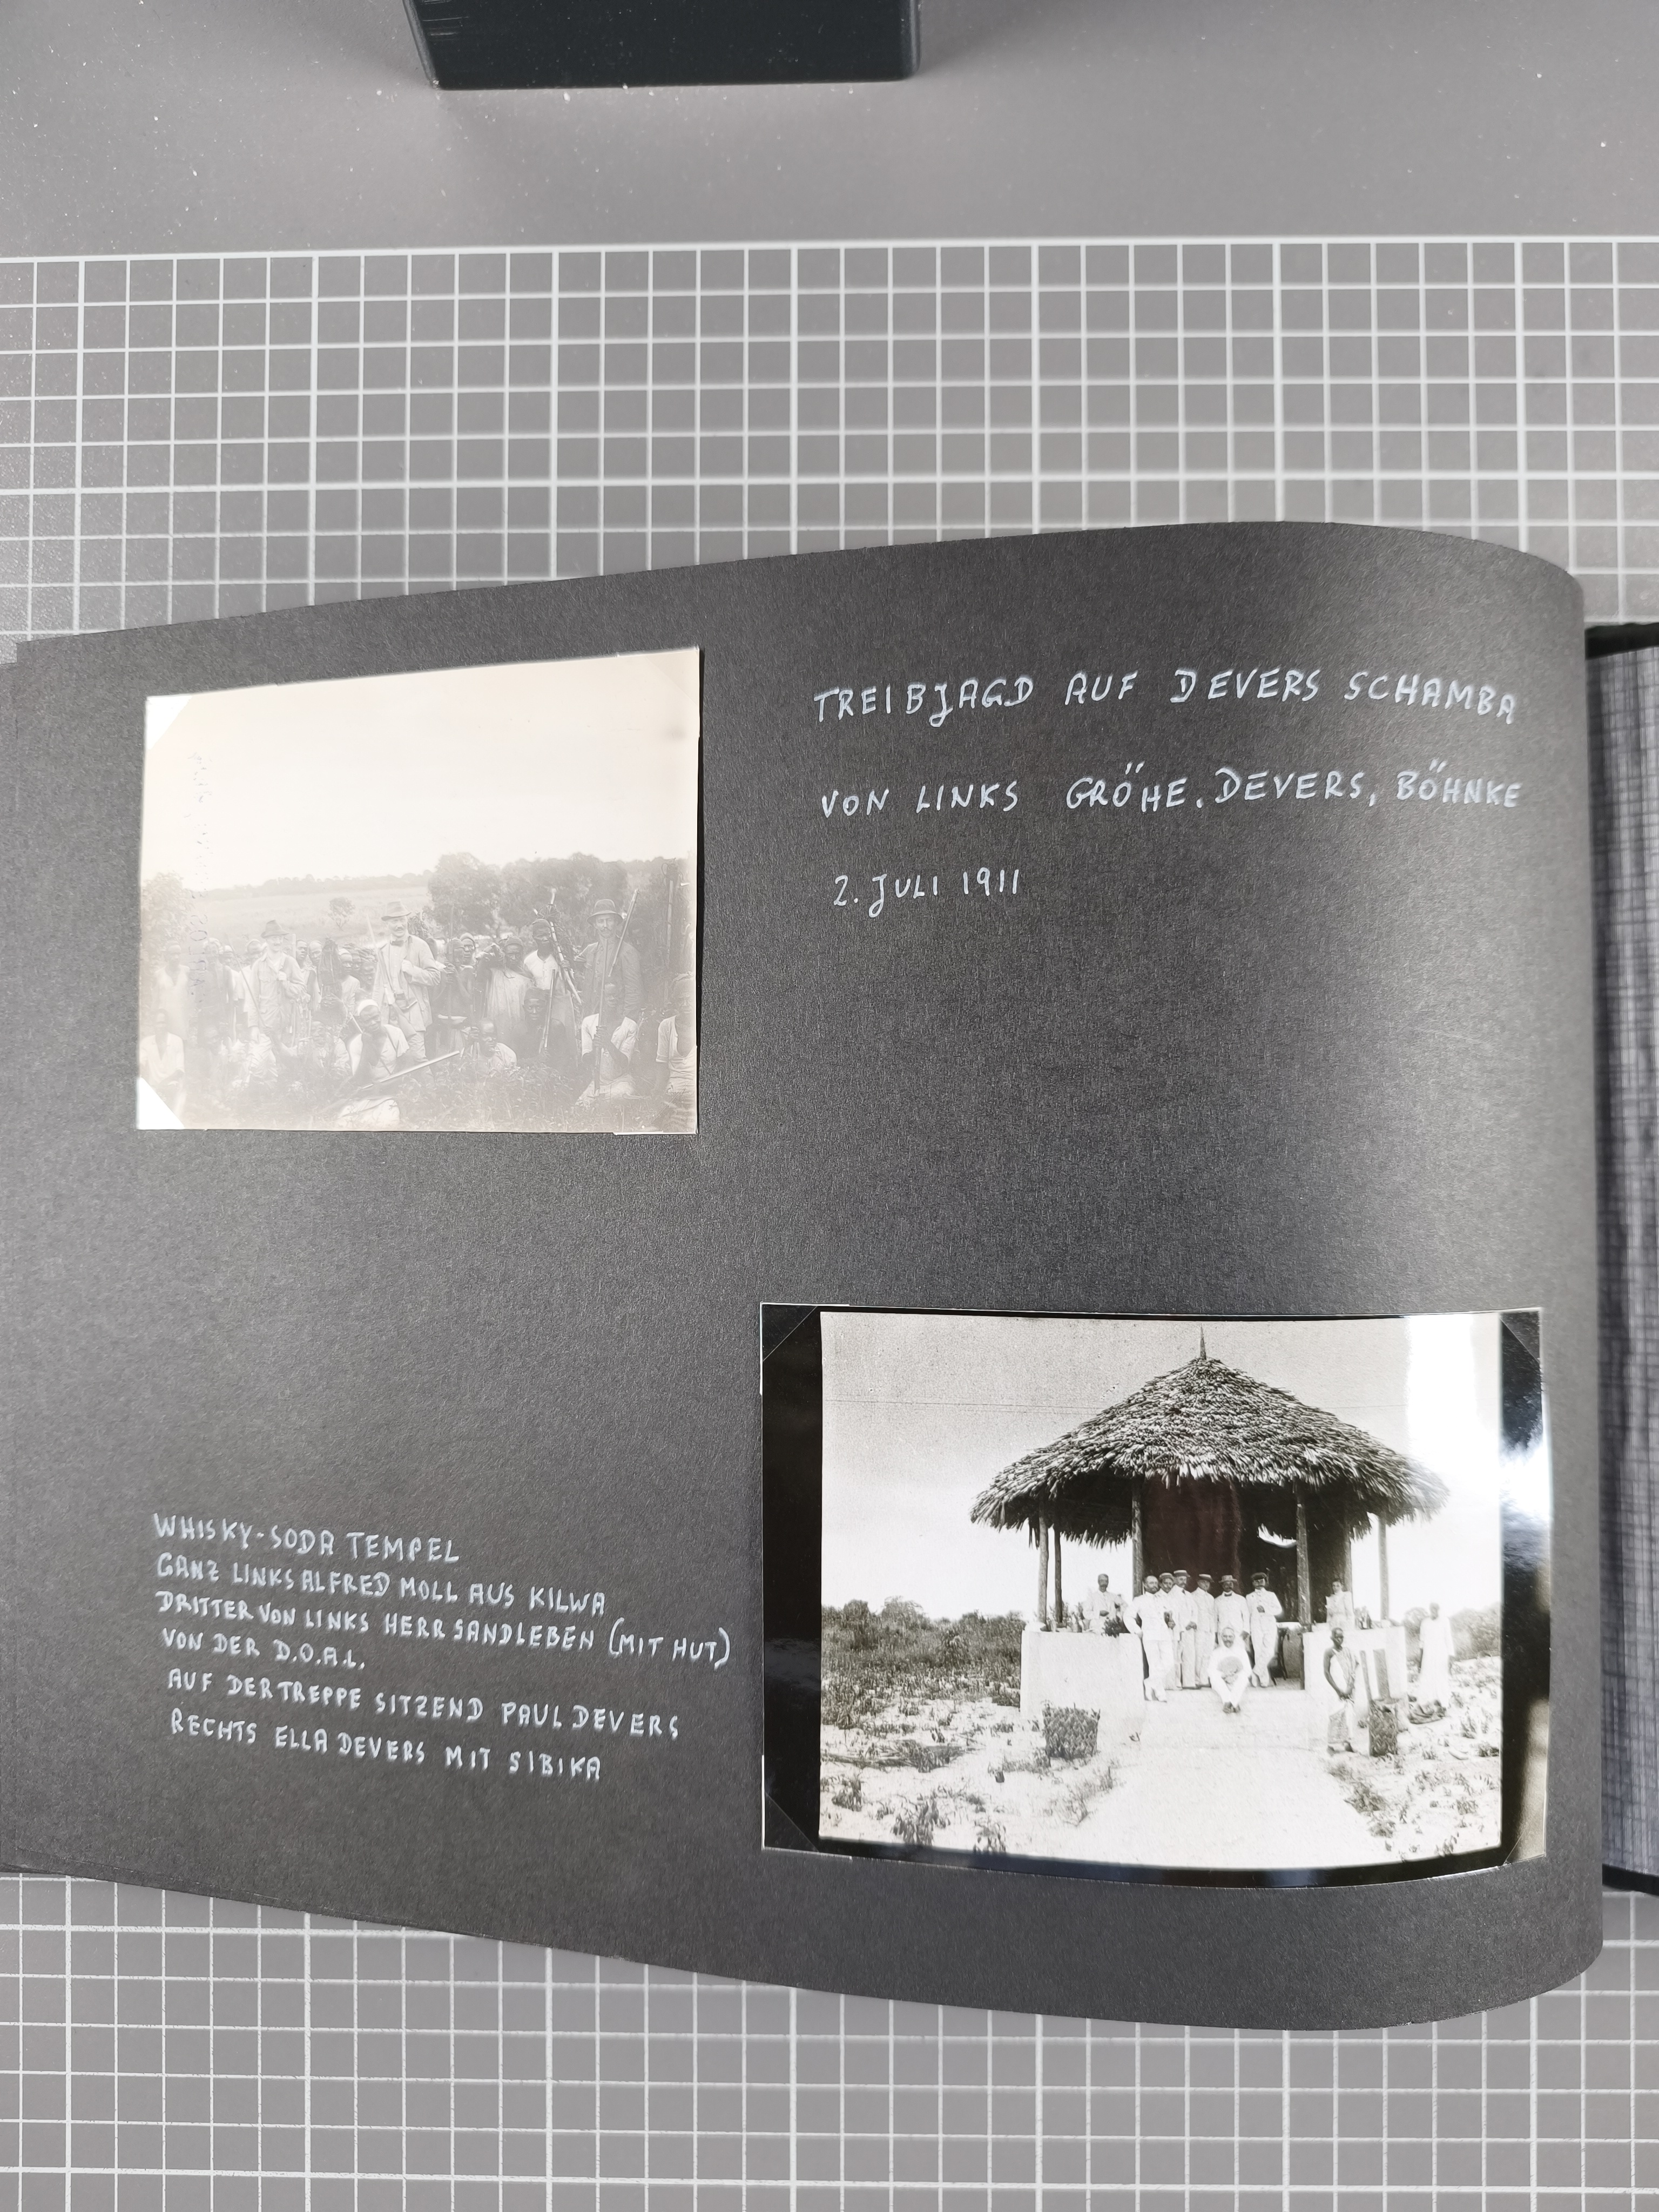 TREIBJAGD AUF DEVERS SCHAMBA
VON LINKS GRÖHE. DEVERS, BÖHNKE
2. JULI 1911
WHISKY-SODA TEMPEL
GANZ LINKS ALFRED MOLL AUS KILWA
DRITTER VON LINKS HERR SANDLEBEN (MIT HUT)
VON DER D.O.A.L.
AUF DER TREPPE SITZEND PAUL DEVERS
RECHTS ELLA DEVERS MIT SIBIKA